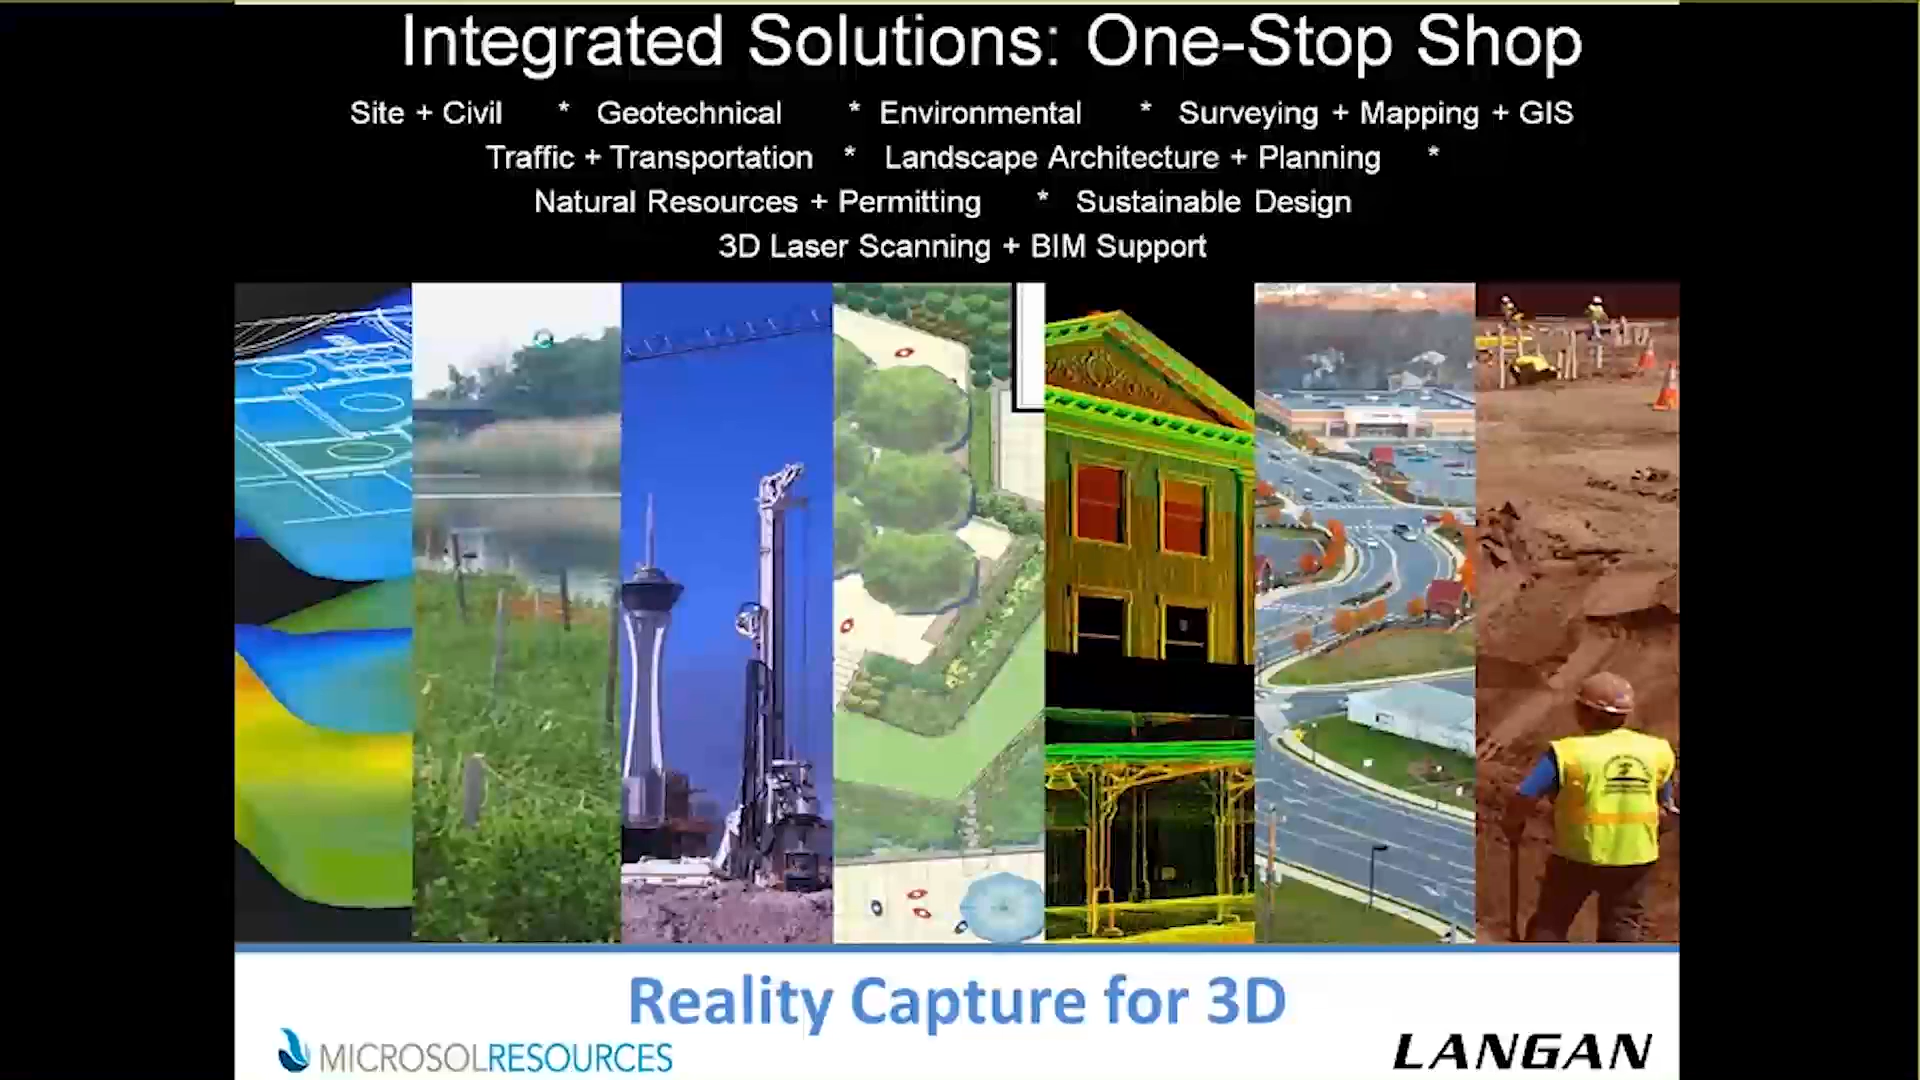 Integrated Solutions: One-Stop Shop
Site + Civil * Geotechnical * Environmental * Surveying + Mapping + GIS
Traffic + Transportation * Landscape Architecture + Planning *
Natural Resources + Permitting * Sustainable Design
3D Laser Scanning + BIM Support
Reality Capture for 3D
MICROSOLRESOURCES
LANGAN